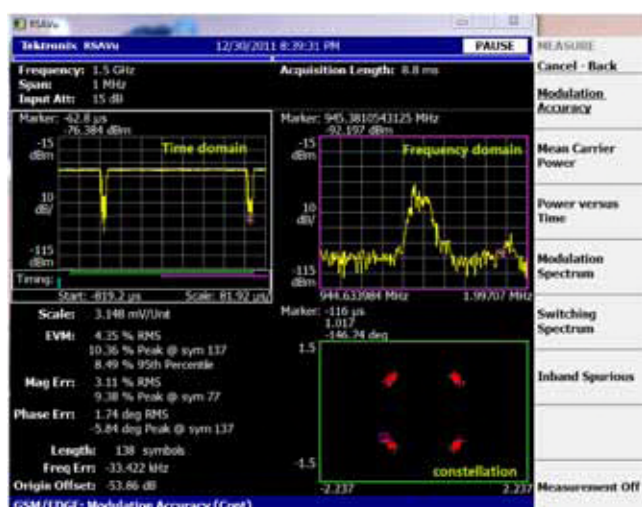 RSAVu
Tektronix RSAVu 12/30/2011 8:39:31 PM PAUSE
MEASURE
Cancel - Back
Frequency: 1.5 GHz
Acquisition Length: 8.8 ms
Span: 1 MHz
Input Att: 15 dB
Modulation
Accuracy
Marker: -62.8 µs
-76.384 dBm
Marker: 945.3810543125 MHz
-92.197 dBm
-15
dBm
Time domain
-15
dBm
Frequency domain
Mean Carrier
Power
10
dB/
10
dB/
Power versus
Time
-115
dBm
-115
dBm
Modulation
Spectrum
Timing:
Start: -819.2 µs Scale: 81.92 µs/
944.633984 MHz 1.99707 MHz
Scale: 3.148 mV/Unit
Marker: -116 µs
1.017
-146.74 deg
Switching
Spectrum
EVM: 4.35 % RMS
10.36 % Peak @ sym 137
8.49 % 95th Percentile
1.5
Mag Err: 3.11 % RMS
9.38 % Peak @ sym 77
Inband Spurious
Phase Err: 1.74 deg RMS
-5.84 deg Peak @ sym 137
Length: 138 symbols
Freq Err: -33.422 kHz
-1.5
constellation
Origin Offset: -53.86 dB
-2.237 2.237
Measurement Off
GSM/EDGE: Modulation Accuracy (Cont)